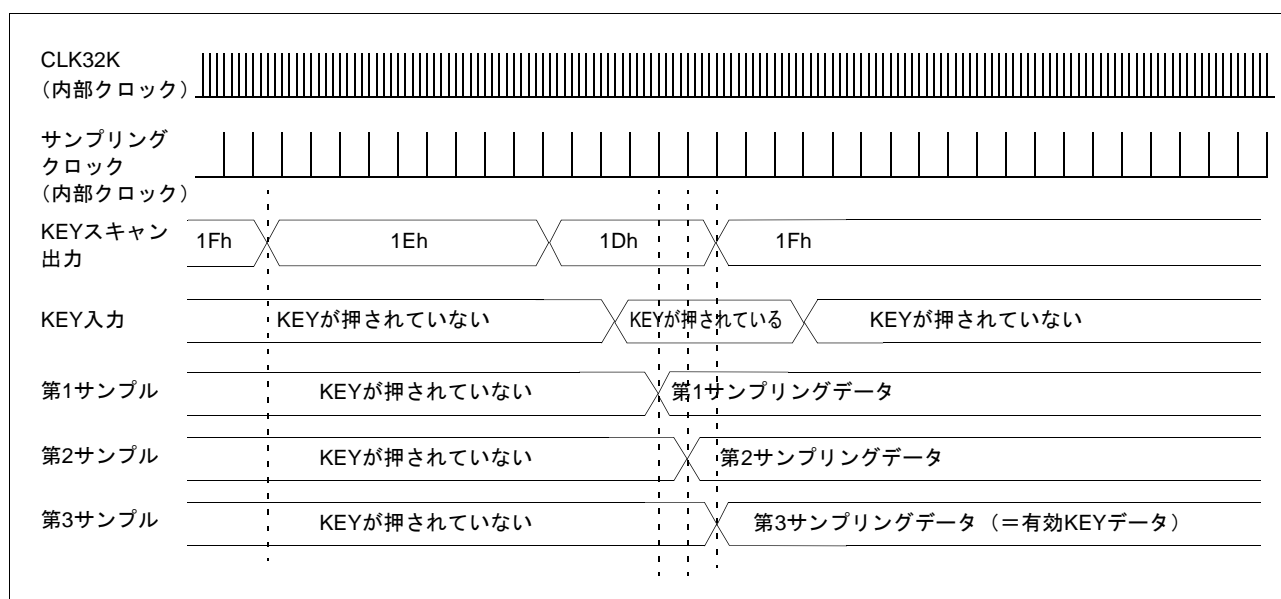 CLK32K
（内部クロック）
サンプリング
クロック
（内部クロック）
KEYスキャン
出力
1Fh
1Eh
1Dh
1Fh
KEY入力
KEYが押されていない
KEYが押されている
KEYが押されていない
第1サンプル
KEYが押されていない
第1サンプリングデータ
第2サンプル
KEYが押されていない
第2サンプリングデータ
第3サンプル
KEYが押されていない
第3サンプリングデータ（＝有効KEYデータ）